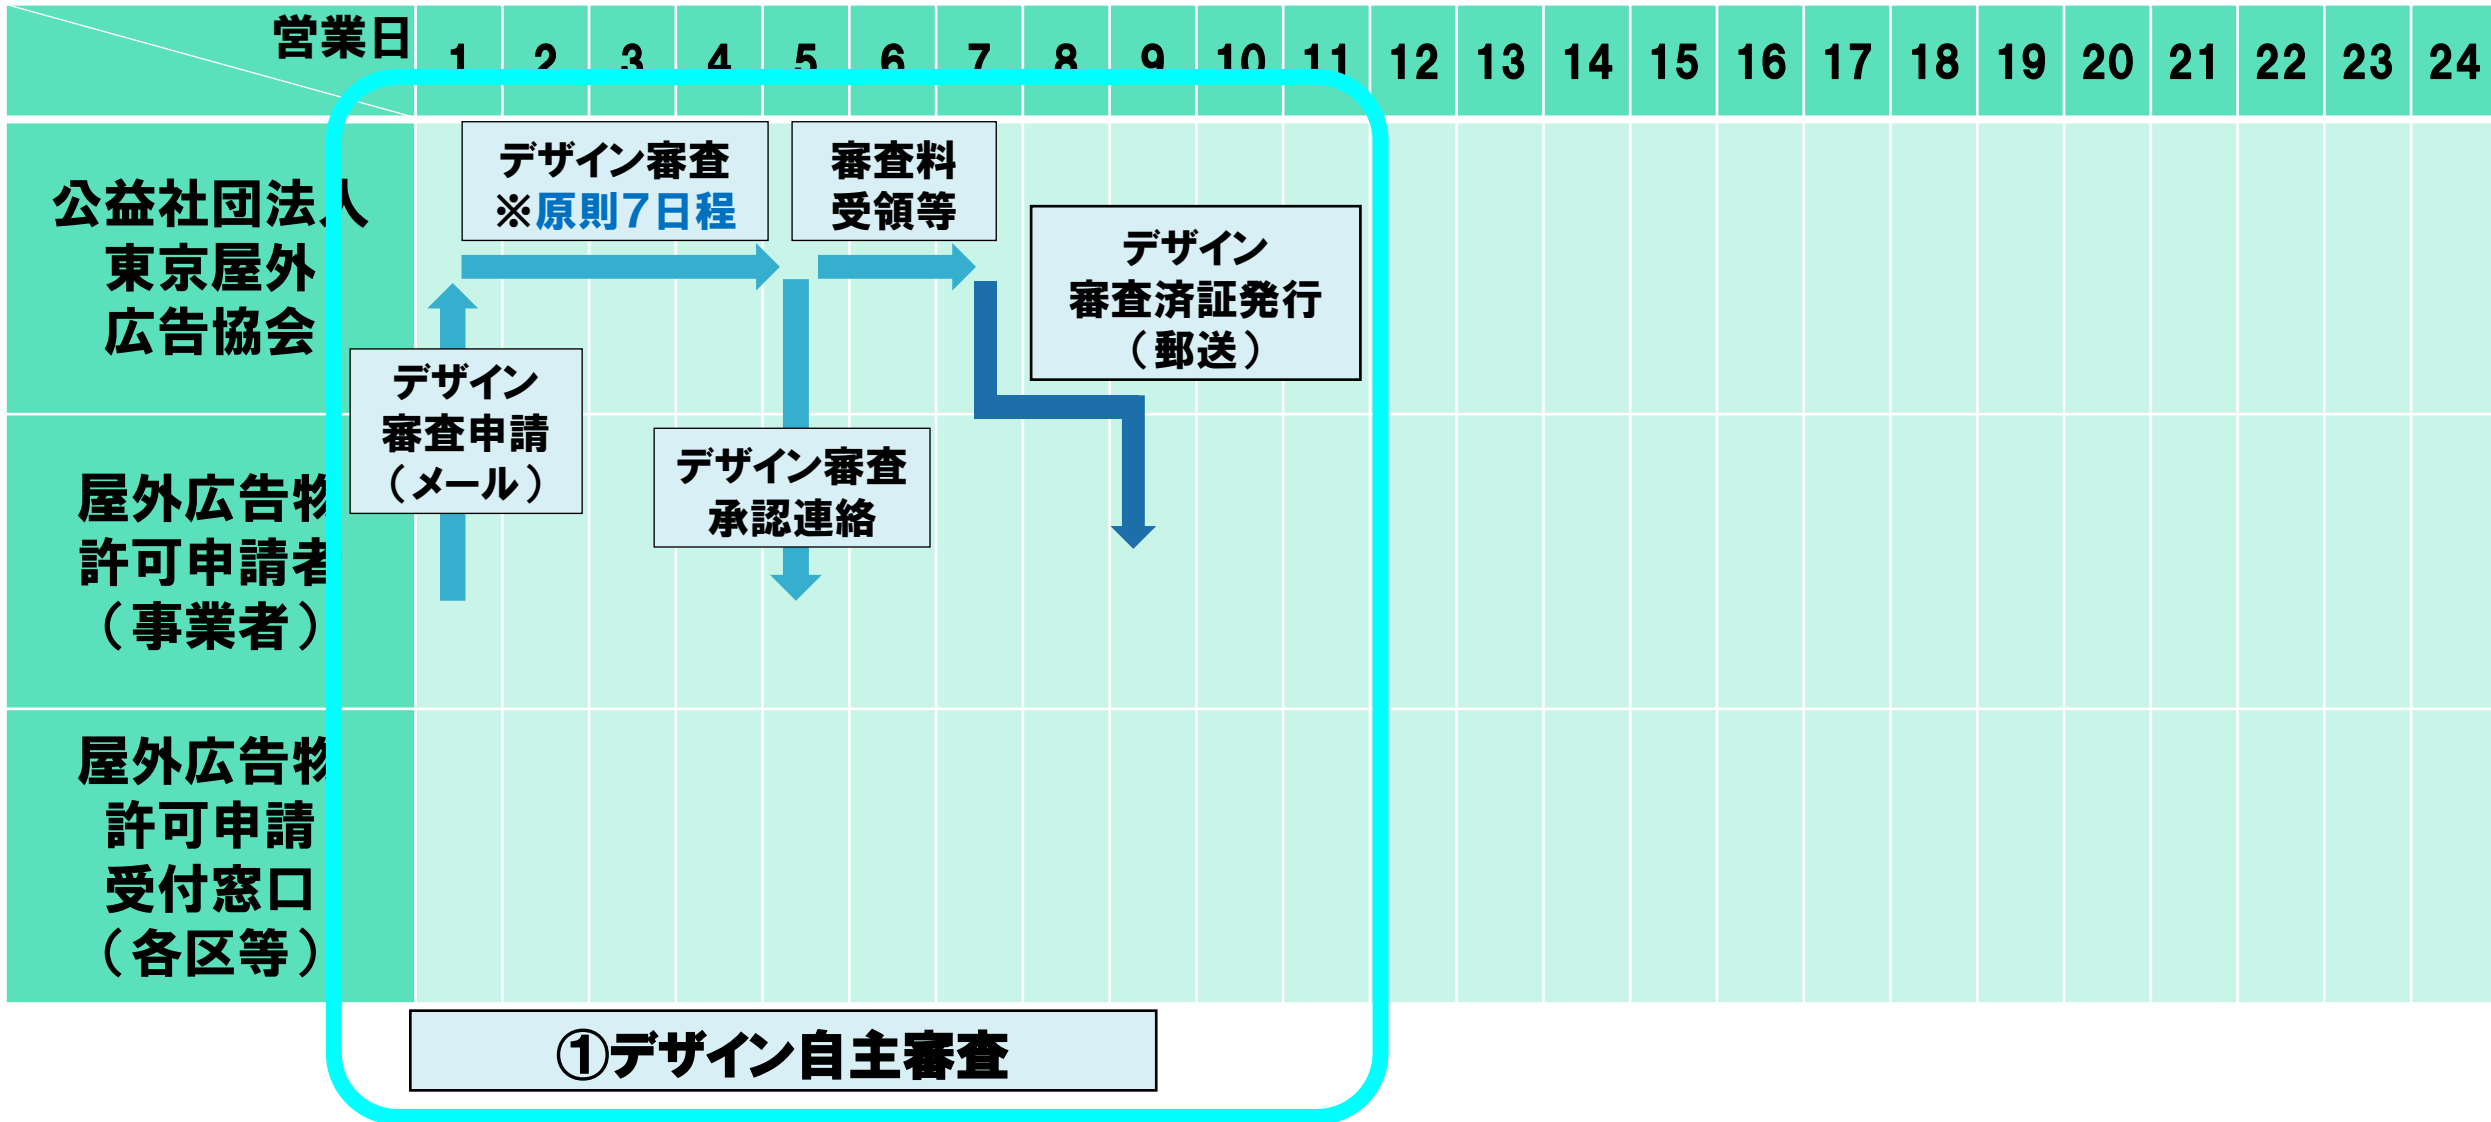 営業日
1 2 3 4 5 6 7 8 9 10 11 12 13 14 15 16 17 18 19 20 21 22 23 24
公益社団法人
東京屋外
広告協会
デザイン審査
※原則7日程
審査料
受領等
デザイン
審査済証発行
（郵送）
デザイン
審査申請
（メール）
デザイン審査
承認連絡
屋外広告物
許可申請者
（事業者）
屋外広告物
許可申請
受付窓口
（各区等）
①デザイン自主審査